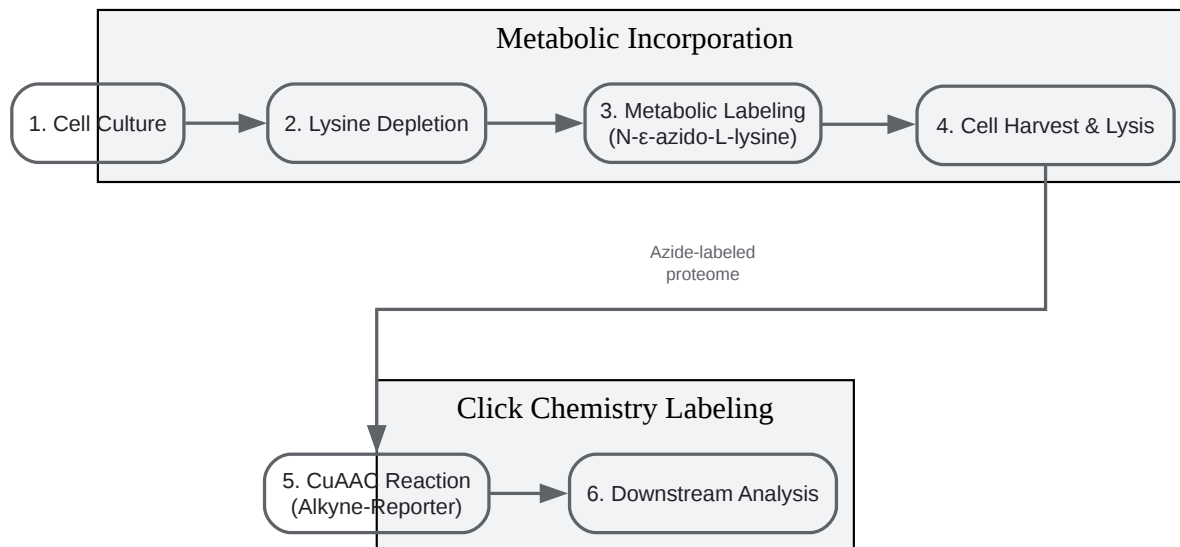 Metabolic Incorporation
1. Cell Culture
2. Lysine Depletion
3. Metabolic Labeling
(N-ε-azido-L-lysine)
4. Cell Harvest & Lysis
Azide-labeled
proteome
Click Chemistry Labeling
5. CuAAC Reaction
(Alkyne-Reporter)
6. Downstream Analysis